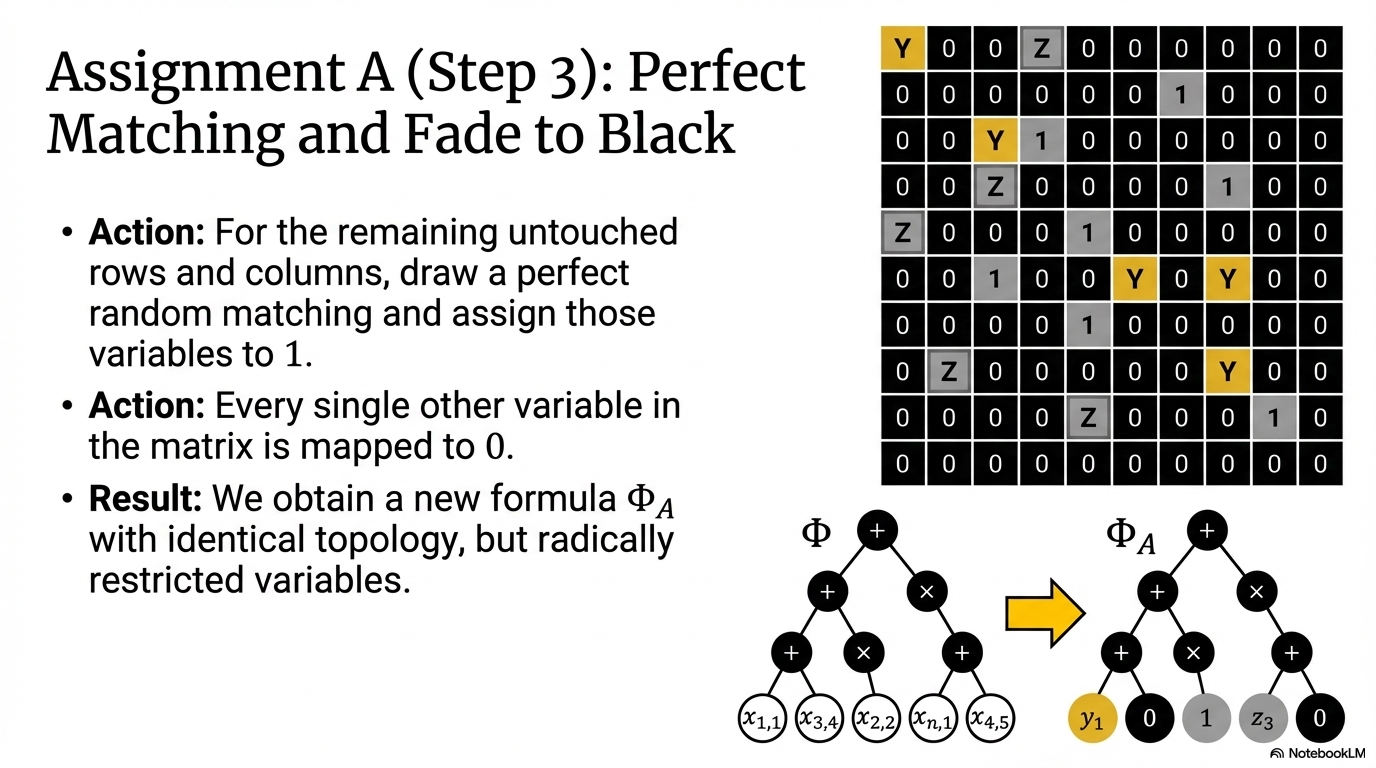 Assignment A (Step 3): Perfect
Matching and Fade to Black
• Action: For the remaining untouched
rows and columns, draw a perfect
random matching and assign those
variables to 1.
• Action: Every single other variable in
the matrix is mapped to 0.
• Result: We obtain a new formula Φ_A
with identical topology, but radically
restricted variables.
Y 0 0 Z 0 0 0 0 0 0
0 0 0 0 0 0 1 0 0 0
0 0 Y 1 0 0 0 0 0 0
0 0 Z 0 0 0 0 1 0 0
Z 0 0 0 1 0 0 0 0 0
0 0 1 0 0 Y 0 Y 0 0
0 0 0 0 1 0 0 0 0 0
0 Z 0 0 0 0 0 Y 0 0
0 0 0 0 Z 0 0 0 1 0
0 0 0 0 0 0 0 0 0 0
Φ + Φ_A +
+ × + ×
+ × + + × +
x_{1,1} x_{3,4} x_{2,2} x_{n,1} x_{4,5} y_1 0 1 z_3 0
NotebookLM